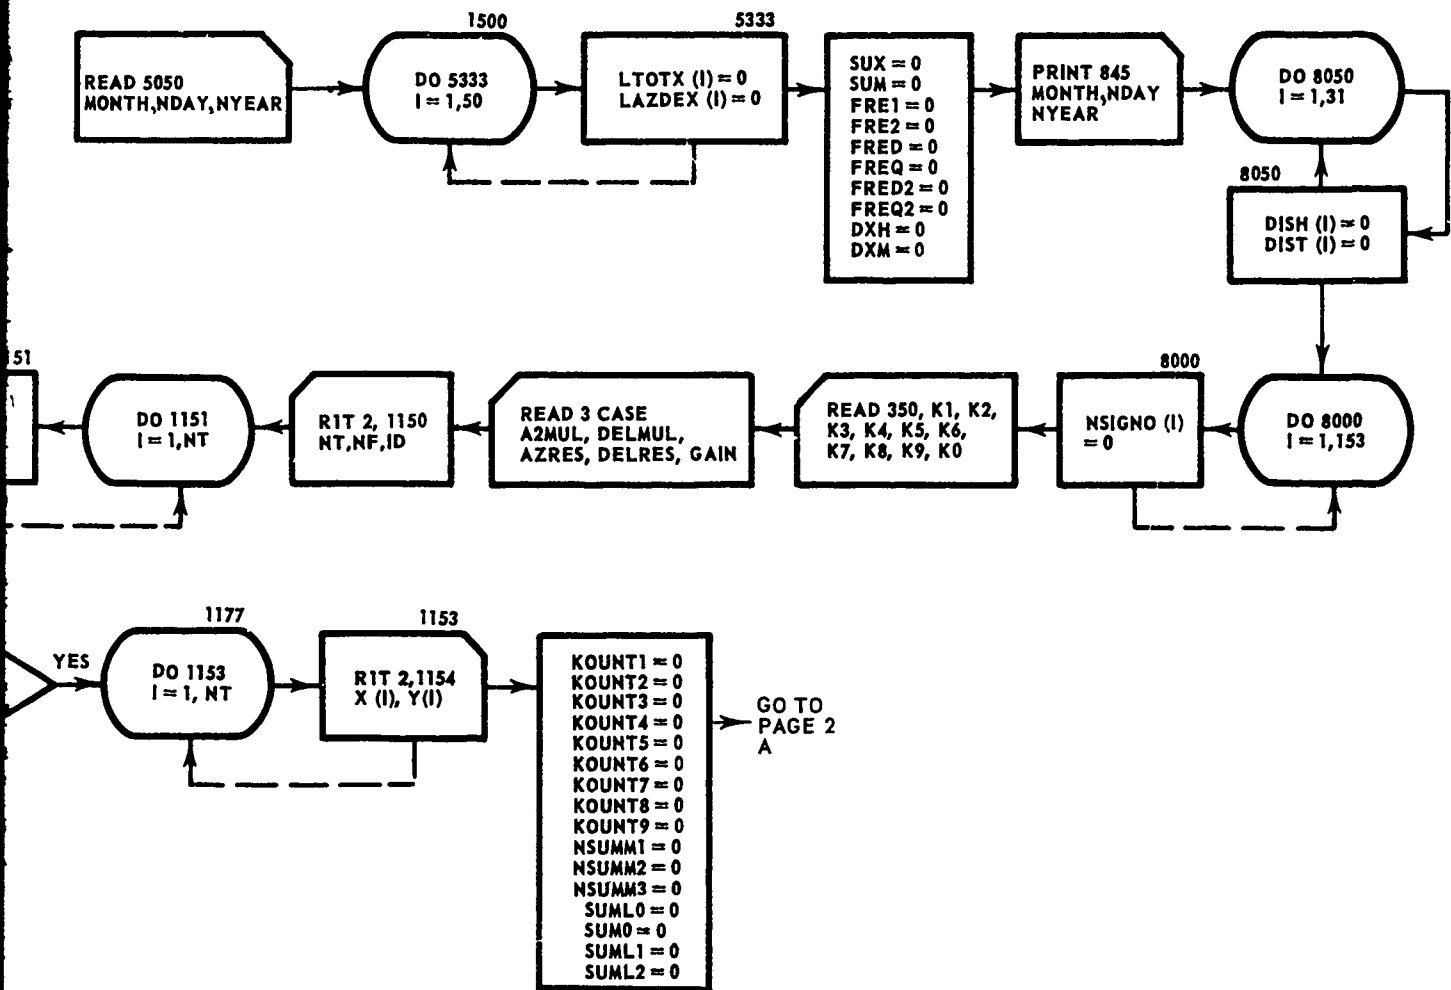 1500
5333
READ 5050
MONTH,NDAY,NYEAR
DO 5333
I = 1,50
LTOTX (I) = 0
LAZDEX (I) = 0
SUX = 0
SUM = 0
FRE1 = 0
FRE2 = 0
FRED = 0
FREQ = 0
FRED2 = 0
FREQ2 = 0
DXH = 0
DXM = 0
PRINT 845
MONTH,NDAY
NYEAR
DO 8050
I = 1,31
8050
DISH (I) = 0
DIST (I) = 0
DO 8000
I = 1,153
8000
NSIGNO (I)
= 0
READ 350, K1, K2,
K3, K4, K5, K6,
K7, K8, K9, K0
READ 3 CASE
A2MUL, DELMUL,
AZRES, DELRES, GAIN
R1T 2, 1150
NT,NF,ID
DO 1151
I = 1,NT
51
YES
1177
DO 1153
I = 1, NT
1153
R1T 2,1154
X (I), Y(I)
KOUNT1 = 0
KOUNT2 = 0
KOUNT3 = 0
KOUNT4 = 0
KOUNT5 = 0
KOUNT6 = 0
KOUNT7 = 0
KOUNT8 = 0
KOUNT9 = 0
NSUMM1 = 0
NSUMM2 = 0
NSUMM3 = 0
SUML0 = 0
SUM0 = 0
SUML1 = 0
SUML2 = 0
GO TO
PAGE 2
A